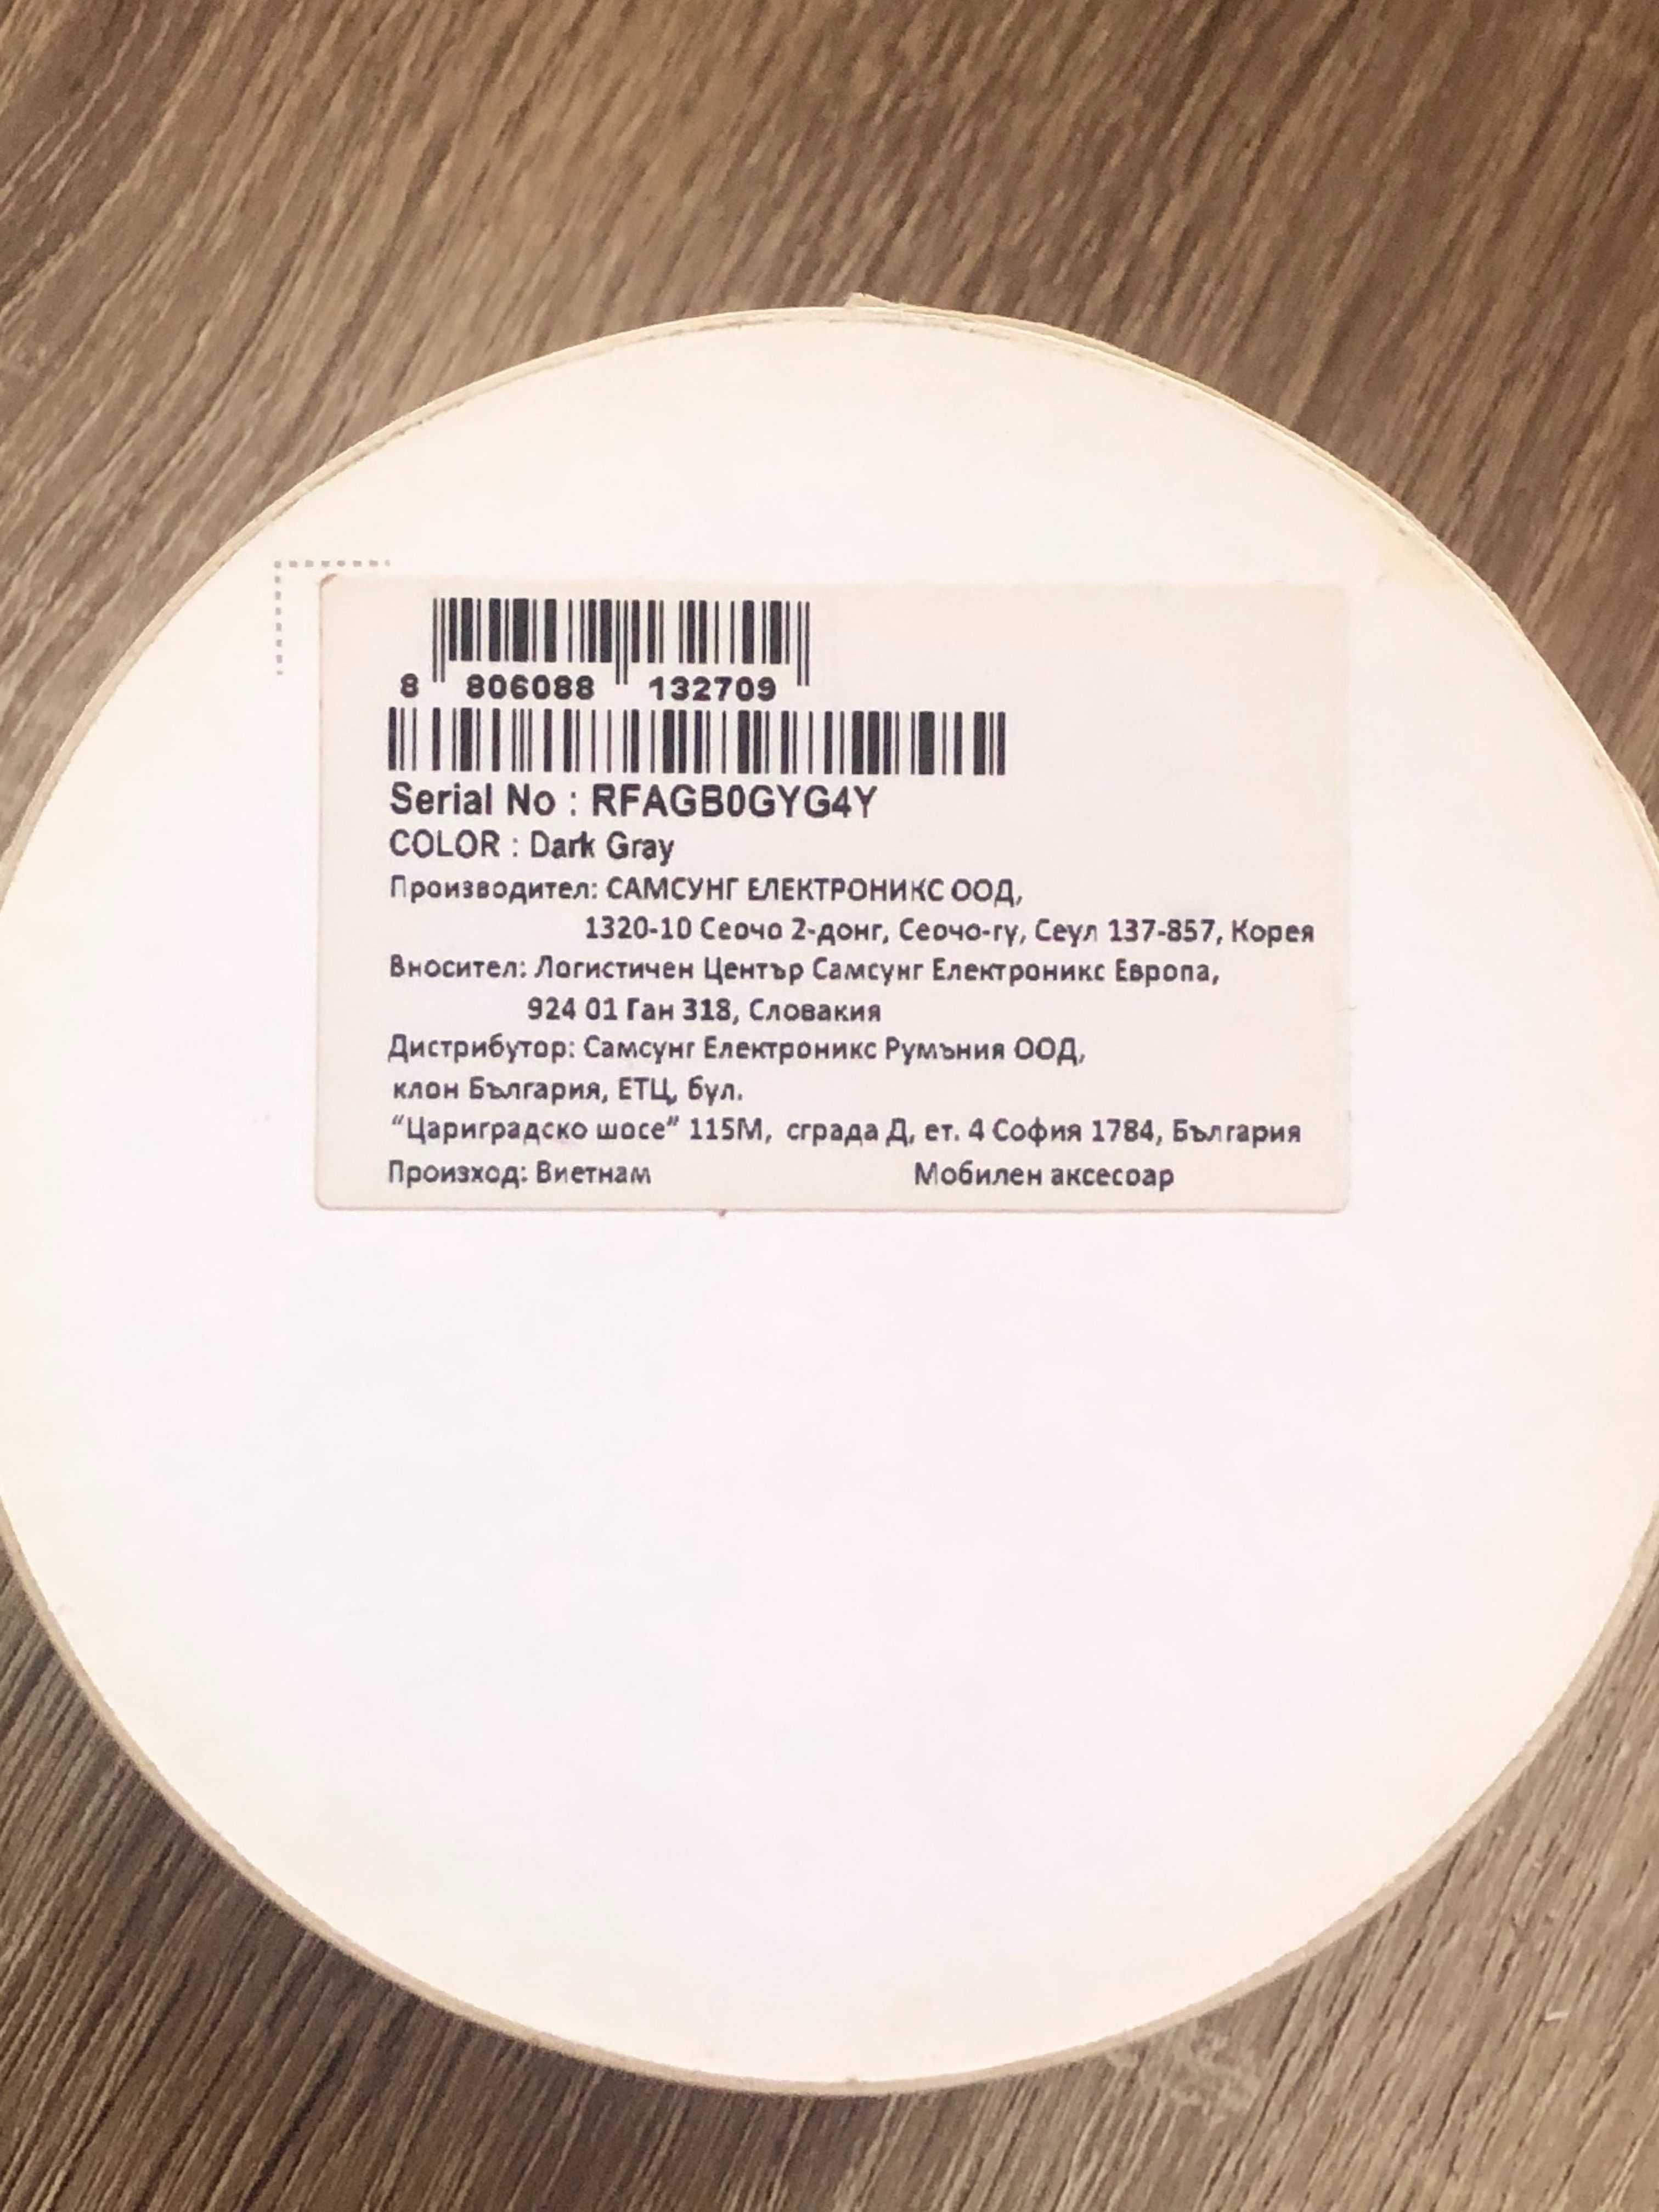 8 806088 132709
Serial No : RFAGB0GYG4Y
COLOR : Dark Gray
Производител: САМСУНГ ЕЛЕКТРОНИКС ООД,
1320-10 Сеочо 2-донг, Сеочо-гу, Сеул 137-857, Корея
Вносител: Логистичен Център Самсунг Електроникс Европа,
924 01 Ган 318, Словакия
Дистрибутор: Самсунг Електроникс Румъния ООД,
клон България, ЕТЦ, бул.
“Цариградско шосе” 115М, сграда Д, ет. 4 София 1784, България
Произход: Виетнам Мобилен аксесоар